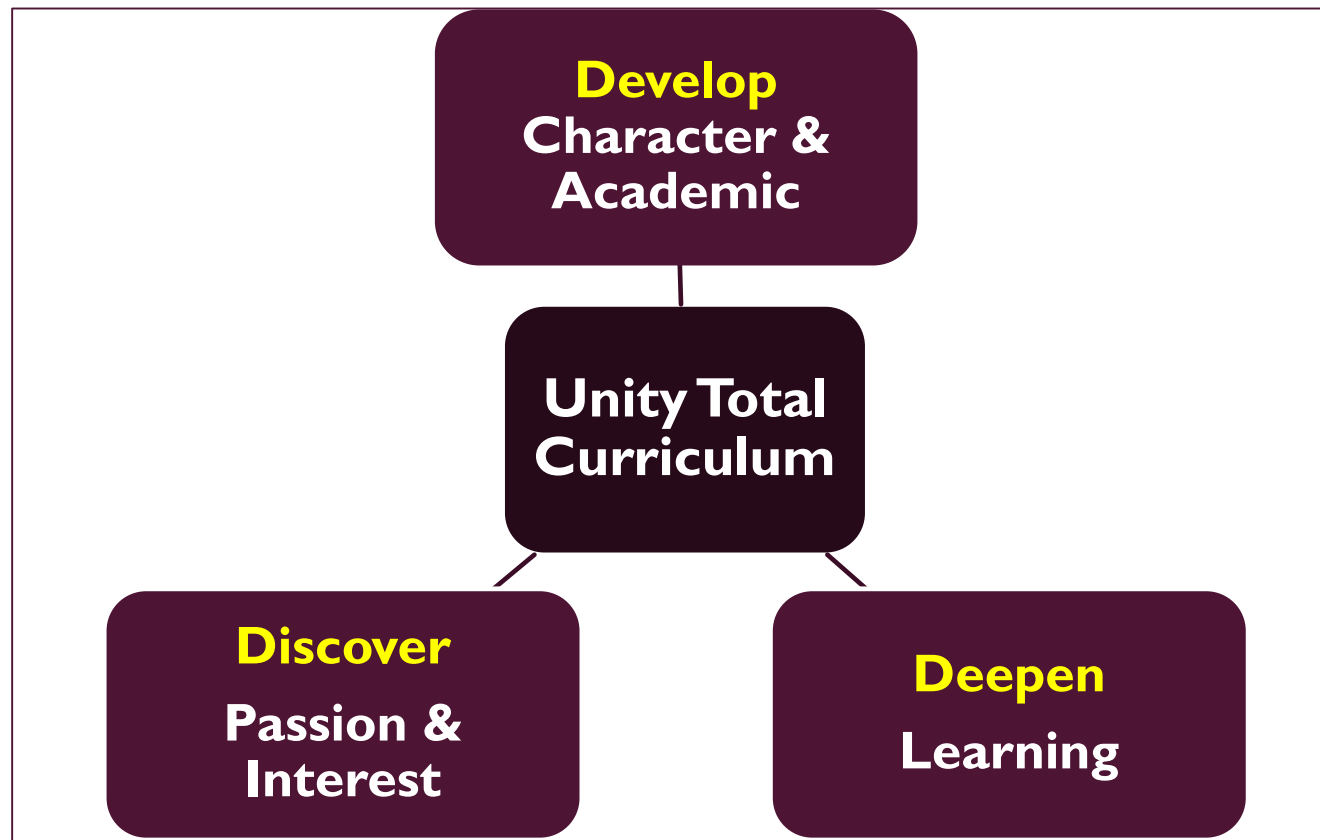 Develop
Character &
Academic
Unity Total
Curriculum
Discover
Passion &
Interest
Deepen
Learning